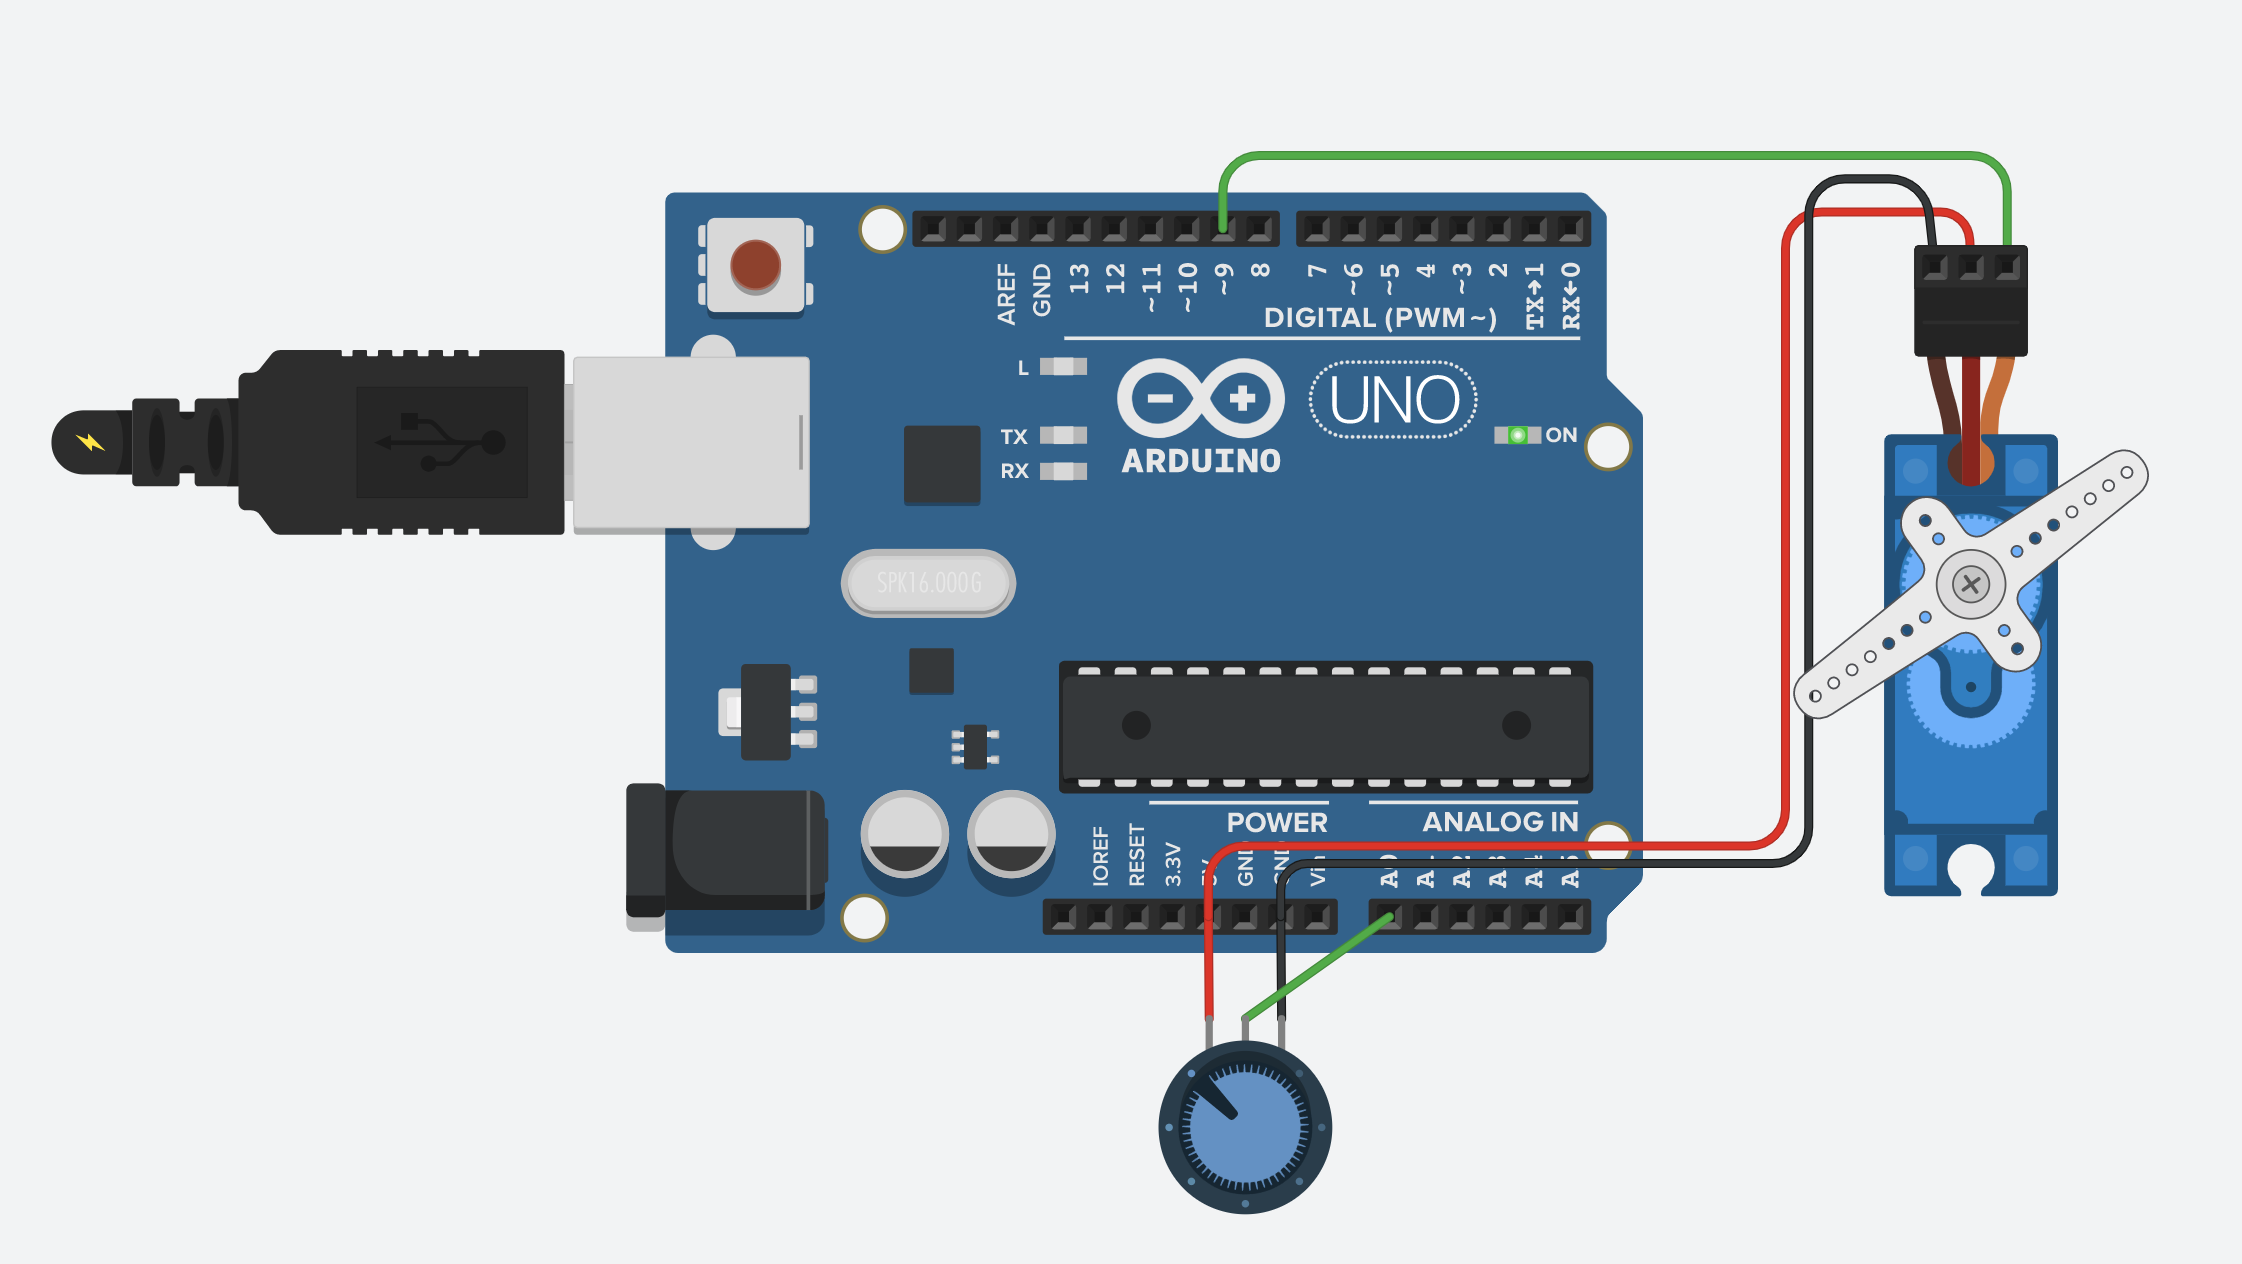 AREF
GND
13
12
~11
~10
~9
8
7
~6
~5
4
~3
2
TX→1
RX←0
DIGITAL (PWM~)
L
TX
RX
ARDUINO
UNO
ON
SPK16.000G
POWER
ANALOG IN
IOREF
RESET
3.3V
5V
GND
GND
Vin
A0
A1
A2
A3
A4
A5